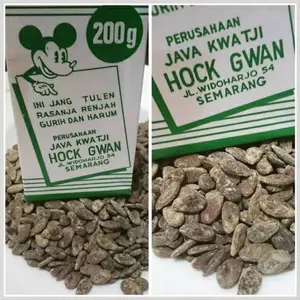 200g
INI JANG TULEN
RASANJA RENJAH
GURIH DAN HARUM
PERUSAHAAN
JAVA KWATJI
HOCK GWAN
JL. WIDOHARJO 54
SEMARANG
PERUSAHAAN
JAVA KWATJI
HOCK GWAN
JL. WIDOHARJO 54
SEMARANG